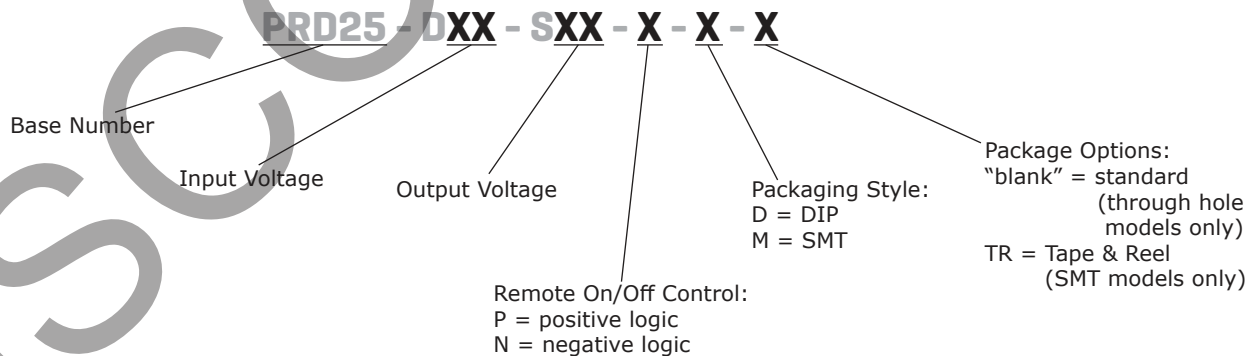 PRD25 - DXX - SXX - X - X - X
Base Number
Input Voltage
Output Voltage
Remote On/Off Control:
P = positive logic
N = negative logic
Packaging Style:
D = DIP
M = SMT
Package Options:
“blank” = standard
(through hole
models only)
TR = Tape & Reel
(SMT models only)